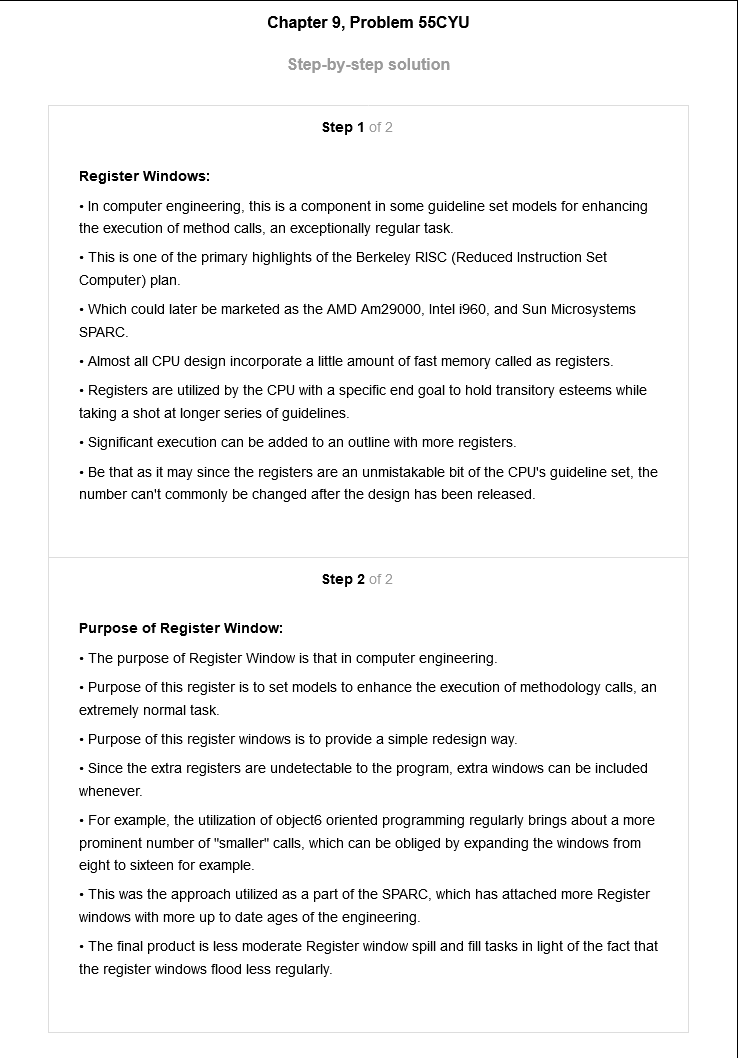 Chapter 9, Problem 55CYU
Step-by-step solution
Step 1 of 2
Register Windows:
• In computer engineering, this is a component in some guideline set models for enhancing
the execution of method calls, an exceptionally regular task.
• This is one of the primary highlights of the Berkeley RISC (Reduced Instruction Set
Computer) plan.
• Which could later be marketed as the AMD Am29000, Intel i960, and Sun Microsystems
SPARC.
• Almost all CPU design incorporate a little amount of fast memory called as registers.
• Registers are utilized by the CPU with a specific end goal to hold transitory esteems while
taking a shot at longer series of guidelines.
• Significant execution can be added to an outline with more registers.
• Be that as it may since the registers are an unmistakable bit of the CPU's guideline set, the
number can't commonly be changed after the design has been released.
Step 2 of 2
Purpose of Register Window:
• The purpose of Register Window is that in computer engineering.
• Purpose of this register is to set models to enhance the execution of methodology calls, an
extremely normal task.
• Purpose of this register windows is to provide a simple redesign way.
• Since the extra registers are undetectable to the program, extra windows can be included
whenever.
• For example, the utilization of object6 oriented programming regularly brings about a more
prominent number of "smaller" calls, which can be obliged by expanding the windows from
eight to sixteen for example.
• This was the approach utilized as a part of the SPARC, which has attached more Register
windows with more up to date ages of the engineering.
• The final product is less moderate Register window spill and fill tasks in light of the fact that
the register windows flood less regularly.